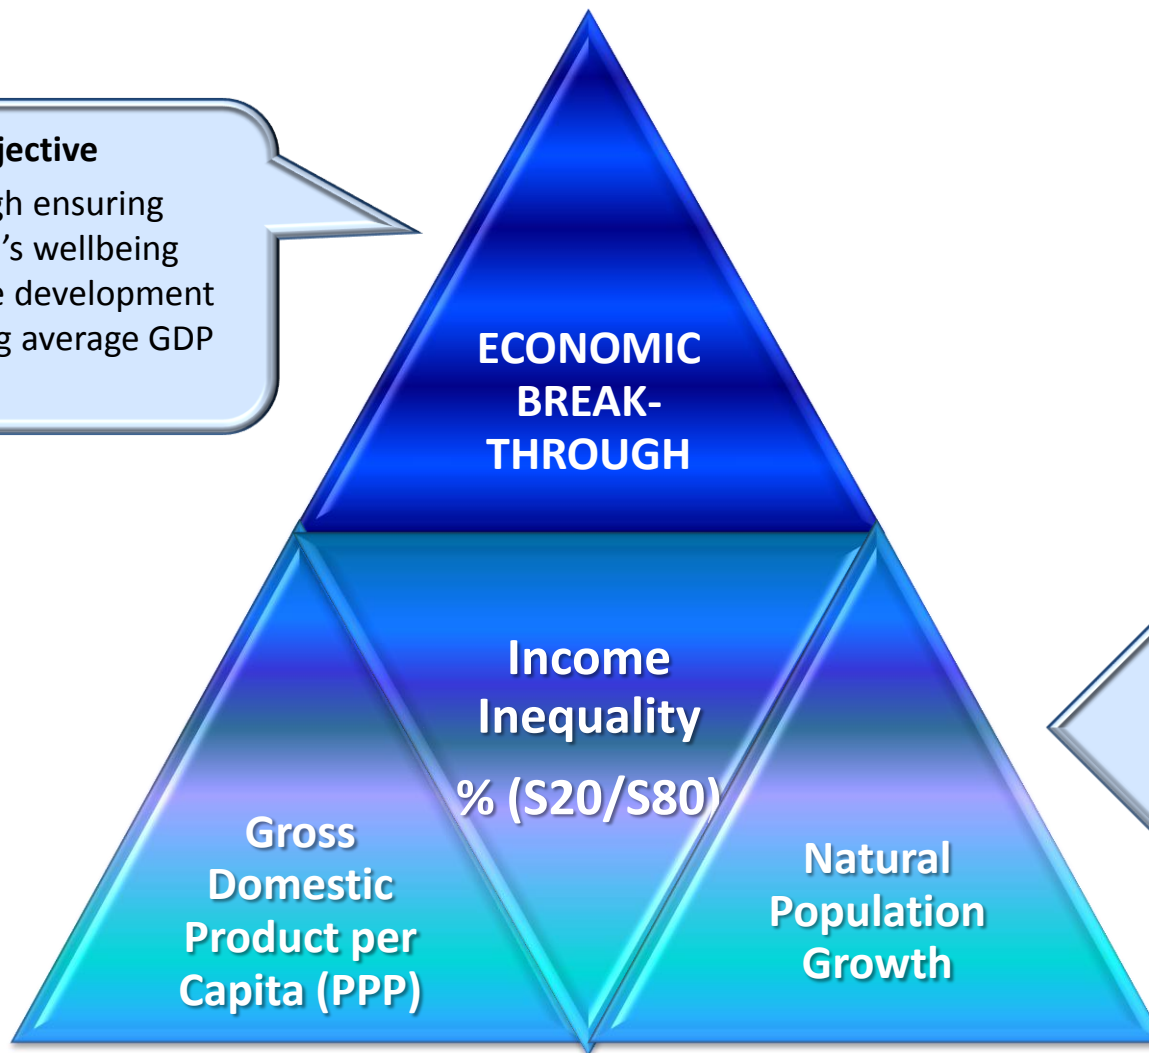 jective
gh ensuring
’s wellbeing
e development
g average GDP
ECONOMIC
BREAK-
THROUGH
Income
Inequality
% (S20/S80)
Gross
Domestic
Product per
Capita (PPP)
Natural
Population
Growth